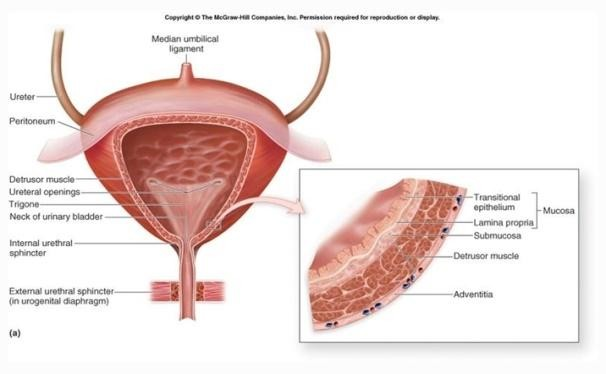 Copyright © The McGraw-Hill Companies, Inc. Permission required for reproduction or display.
Median umbilical
ligament
Ureter
Peritoneum
Detrusor muscle
Ureteral openings
Trigone
Neck of urinary bladder
Internal urethral
sphincter
External urethral sphincter
(in urogenital diaphragm)
(a)
Transitional
epithelium
Lamina propria
Mucosa
Submucosa
Detrusor muscle
Adventitia